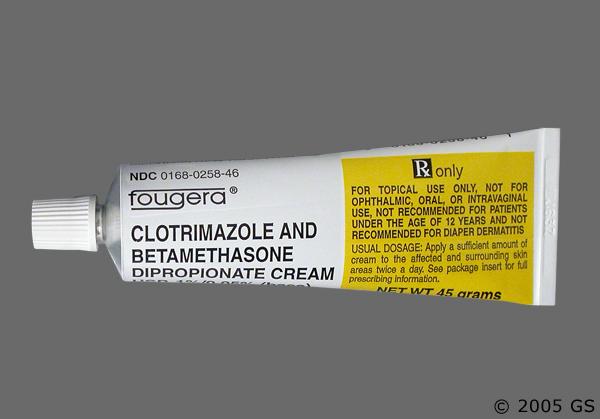 NDC 0168-0258-46
fougera®
CLOTRIMAZOLE AND
BETAMETHASONE
DIPROPIONATE CREAM
Rx only
FOR TOPICAL USE ONLY, NOT FOR
OPHTHALMIC, ORAL, OR INTRAVAGINAL
USE, NOT RECOMMENDED FOR PATIENTS
UNDER THE AGE OF 12 YEARS AND NOT
RECOMMENDED FOR DIAPER DERMATITIS
USUAL DOSAGE: Apply a sufficient amount of
cream to the affected and surrounding skin
areas twice a day. See package insert for full
prescribing information.
NET WT 45 grams
© 2005 GS